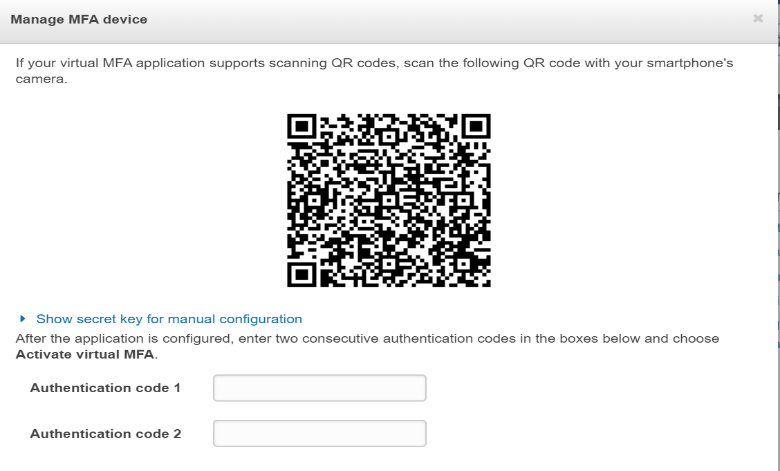 Manage MFA device
If your virtual MFA application supports scanning QR codes, scan the following QR code with your smartphone's
camera.
Show secret key for manual configuration
After the application is configured, enter two consecutive authentication codes in the boxes below and choose
Activate virtual MFA.
Authentication code 1
Authentication code 2